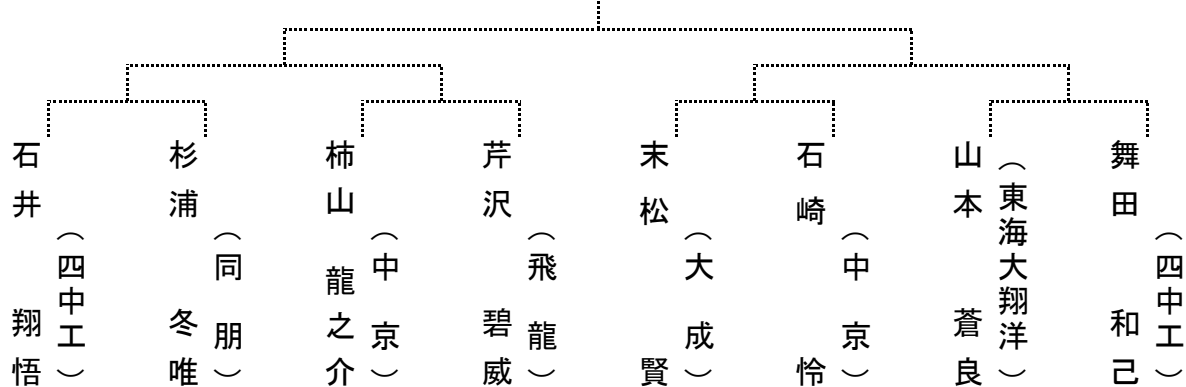 石井 翔悟
（四中工）
杉浦 冬唯
（同朋）
柿山 龍之介
（中京）
芹沢 碧威
（飛龍）
末松 賢
（大成）
石崎 怜
（中京）
山本 蒼良
（東海大翔洋）
舞田 和己
（四中工）